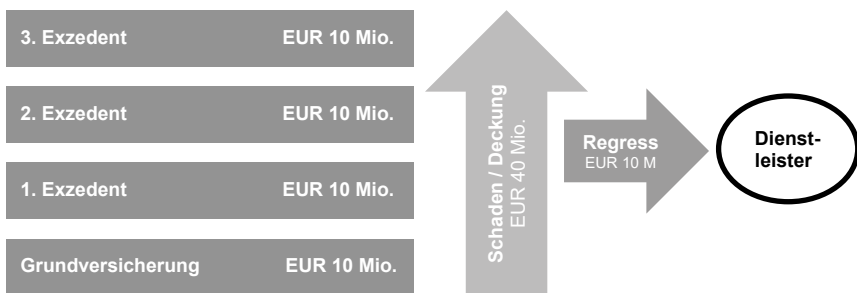 3. Exzedent EUR 10 Mio.
2. Exzedent EUR 10 Mio.
1. Exzedent EUR 10 Mio.
Grundversicherung EUR 10 Mio.
Schaden / Deckung
EUR 40 Mio.
Regress
EUR 10 M
Dienst-
leister